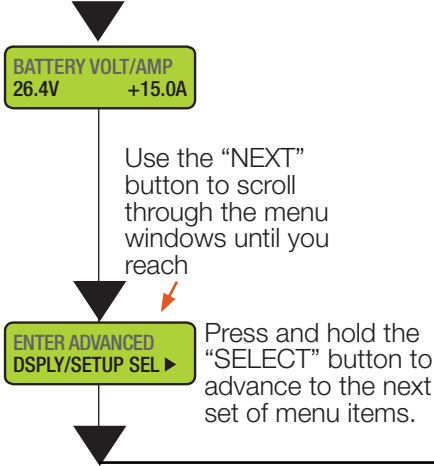 BATTERY VOLT/AMP
26.4V +15.0A
Use the “NEXT”
button to scroll
through the menu
windows until you
reach
ENTER ADVANCED
DSPLY/SETUP SEL ▶
Press and hold the
“SELECT” button to
advance to the next
set of menu items.